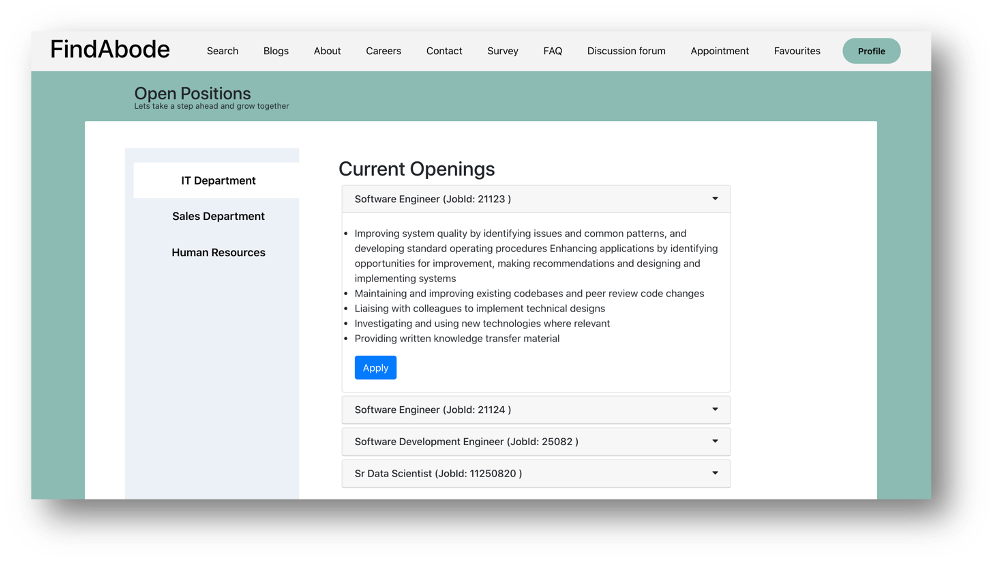 FindAbode Search Blogs About Careers Contact Survey FAQ Discussion forum Appointment Favourites Profile
Open Positions
Lets take a step ahead and grow together
IT Department
Sales Department
Human Resources
Current Openings
Software Engineer (JobId: 21123 )
• Improving system quality by identifying issues and common patterns, and
developing standard operating procedures Enhancing applications by identifying
opportunities for improvement, making recommendations and designing and
implementing systems
• Maintaining and improving existing codebases and peer review code changes
• Liaising with colleagues to implement technical designs
• Investigating and using new technologies where relevant
• Providing written knowledge transfer material
Apply
Software Engineer (JobId: 21124 )
Software Development Engineer (JobId: 25082 )
Sr Data Scientist (JobId: 11250820 )